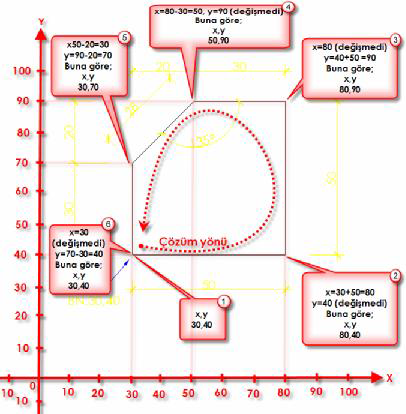 Y
5
x50-20=30
y=90-20=70
Buna göre;
x,y
30,70
4
x=80-30=50, y=90 (değişmedi)
Buna göre;
x,y
50,90
3
x=80 (değişmedi)
y=40+50 =90
Buna göre;
x,y
80,90
100
90
80
70
60
50
40
30
20
10
0
20
30
28
135°
20
30
50
50
Çözüm yönü
6
x=30
(değişmedi)
y=70-30=40
Buna göre;
x,y
30,40
BN,30,40
1
x,y
30,40
2
x=30+50=80
y=40 (değişmedi)
Buna göre;
x,y
80,40
10
10 20 30 40 50 60 70 80 90 100
X
10